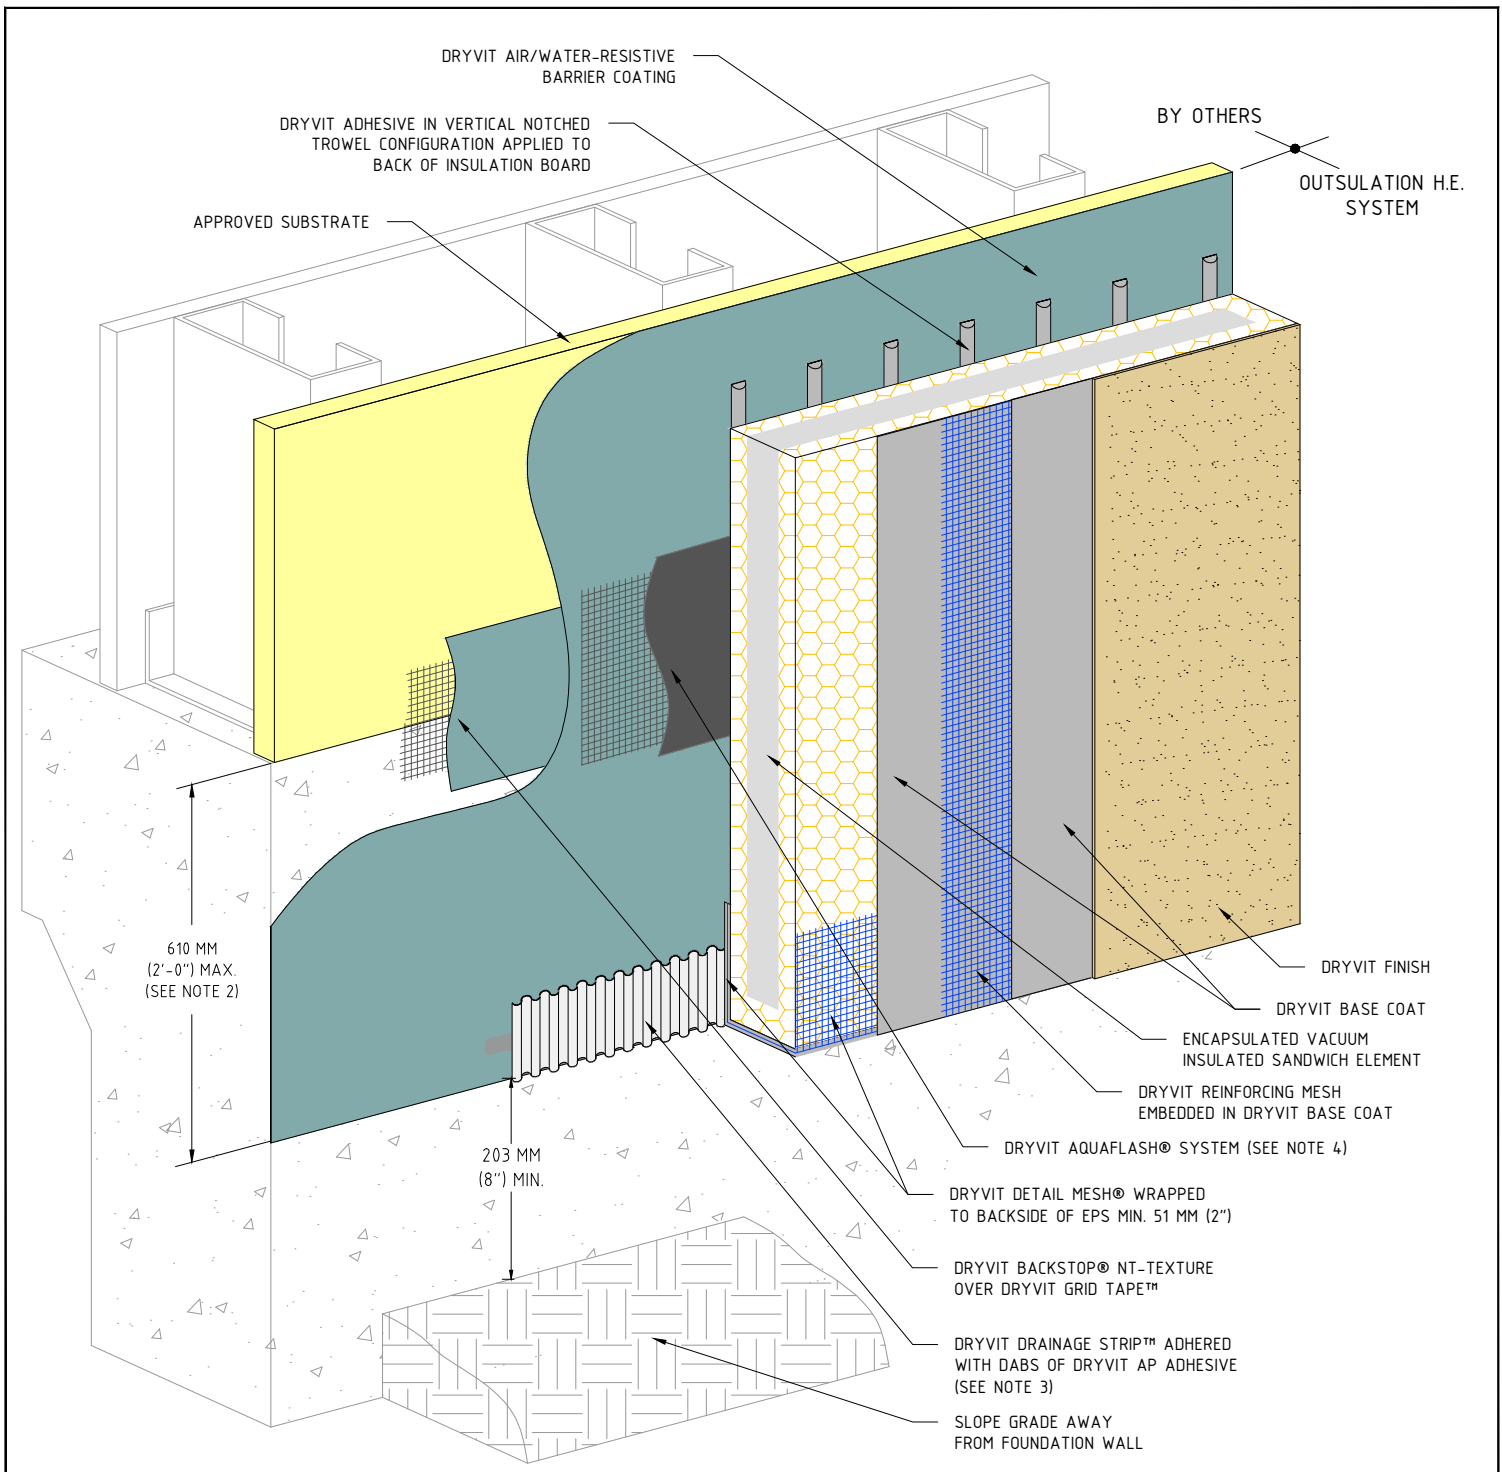 DRYVIT AIR/WATER-RESISTIVE
BARRIER COATING
BY OTHERS
OUTSULATION H.E.
SYSTEM
DRYVIT ADHESIVE IN VERTICAL NOTCHED
TROWEL CONFIGURATION APPLIED TO
BACK OF INSULATION BOARD
APPROVED SUBSTRATE
610 MM
(2'-0") MAX.
(SEE NOTE 2)
203 MM
(8") MIN.
DRYVIT FINISH
DRYVIT BASE COAT
ENCAPSULATED VACUUM
INSULATED SANDWICH ELEMENT
DRYVIT REINFORCING MESH
EMBEDDED IN DRYVIT BASE COAT
DRYVIT AQUAFLASH® SYSTEM (SEE NOTE 4)
DRYVIT DETAIL MESH® WRAPPED
TO BACKSIDE OF EPS MIN. 51 MM (2")
DRYVIT BACKSTOP® NT-TEXTURE
OVER DRYVIT GRID TAPE™
DRYVIT DRAINAGE STRIP™ ADHERED
WITH DABS OF DRYVIT AP ADHESIVE
(SEE NOTE 3)
SLOPE GRADE AWAY
FROM FOUNDATION WALL